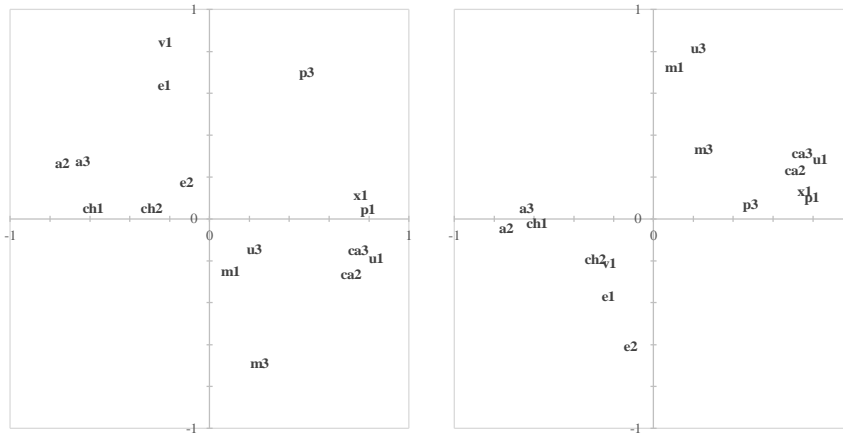 1
v1
e1
p3
a2 a3
e2
x1
ch1 ch2
p1
-1
0
1
u3
ca3
u1
m1
ca2
m3
-1
1
u3
m1
m3
ca3
u1
ca2
x1
p1
p3
a3
ch1
a2
-1
0
ch2
v1
e1
e2
-1